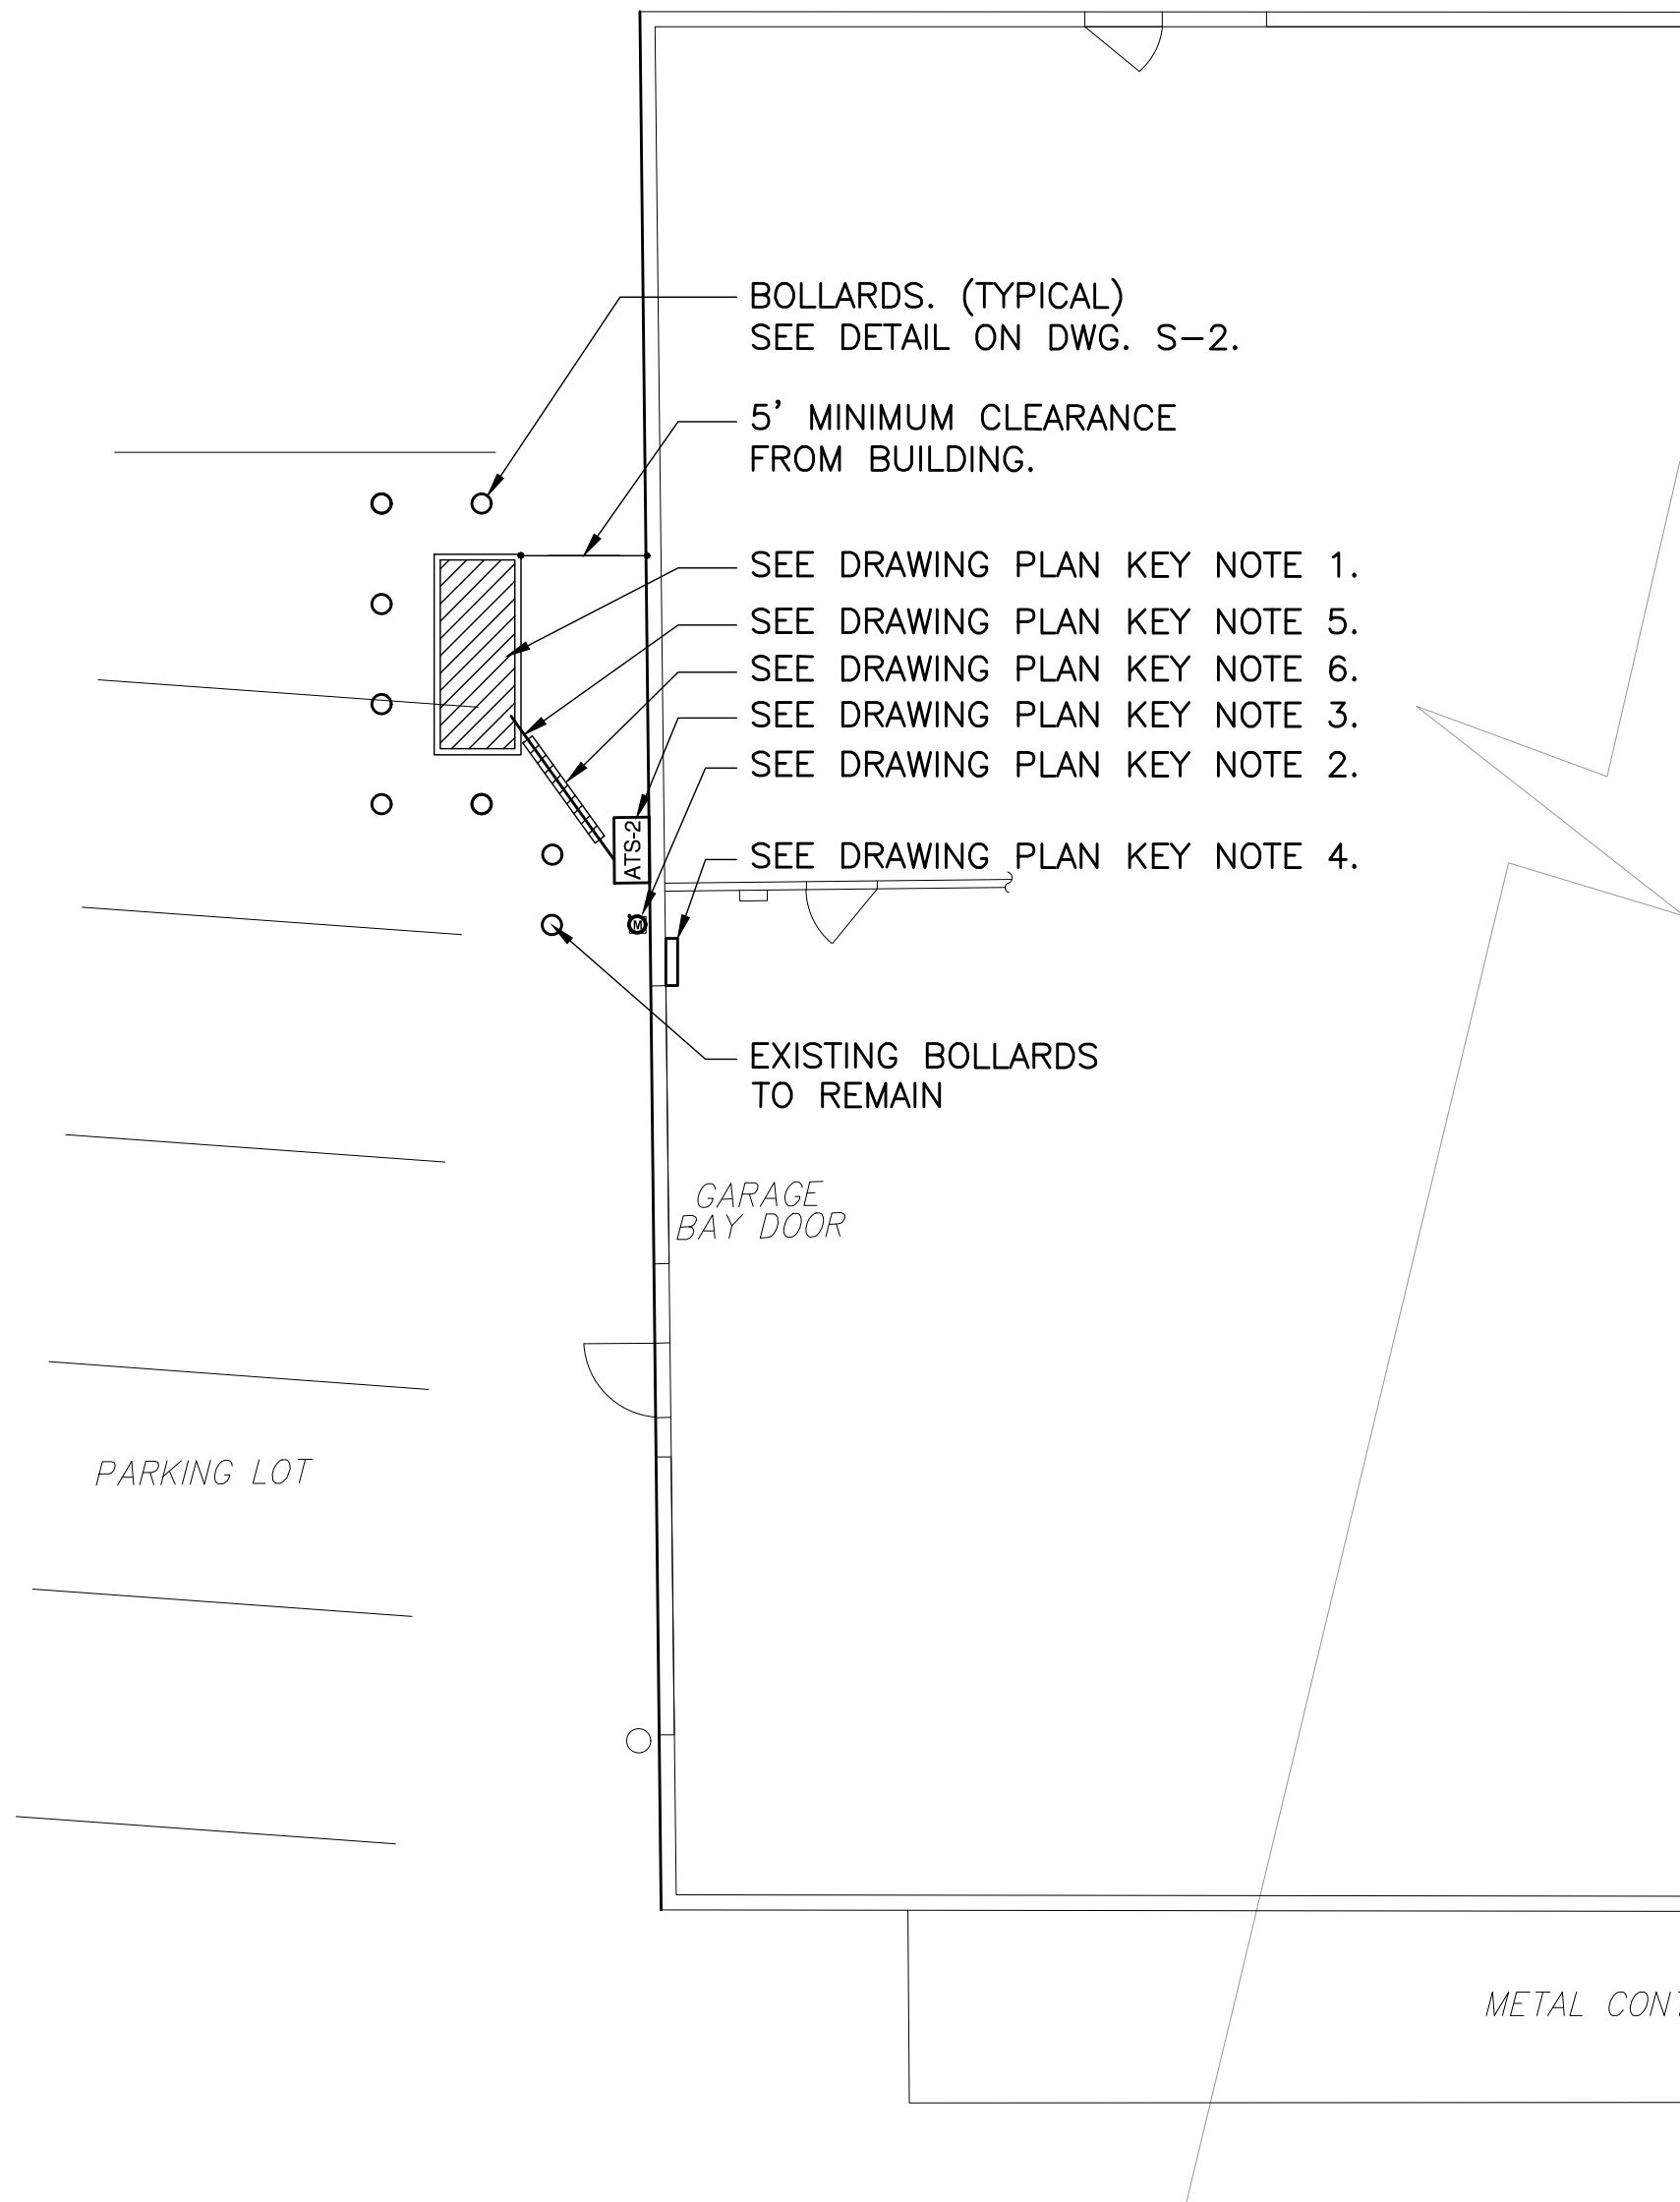 BOLLARDS. (TYPICAL)
SEE DETAIL ON DWG. S-2.
5' MINIMUM CLEARANCE
FROM BUILDING.
SEE DRAWING PLAN KEY NOTE 1.
SEE DRAWING PLAN KEY NOTE 5.
SEE DRAWING PLAN KEY NOTE 6.
SEE DRAWING PLAN KEY NOTE 3.
SEE DRAWING PLAN KEY NOTE 2.
ATS-2
SEE DRAWING PLAN KEY NOTE 4.
M
EXISTING BOLLARDS
TO REMAIN
GARAGE
BAY DOOR
PARKING LOT
METAL